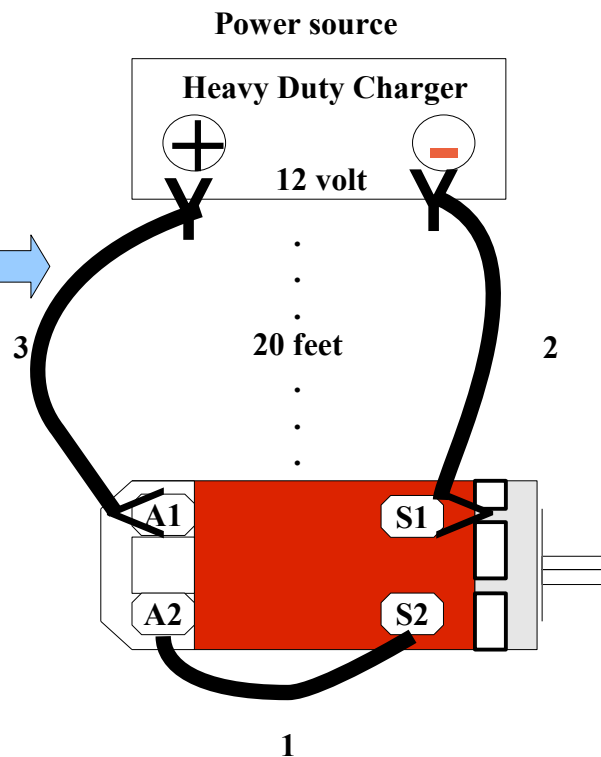 Power source
Heavy Duty Charger
+ -
12 volt
3 20 feet 2
A1 S1
A2 S2
1